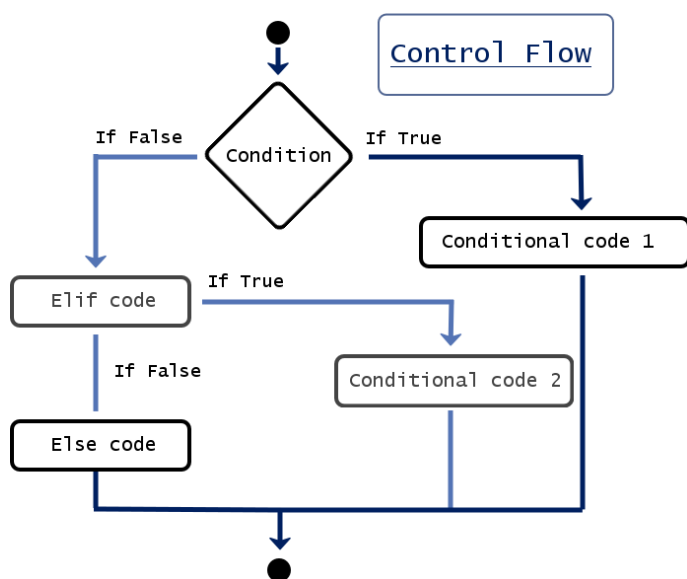 Control Flow
If False
If True
Condition
Conditional code 1
Elif code
If True
If False
Conditional code 2
Else code